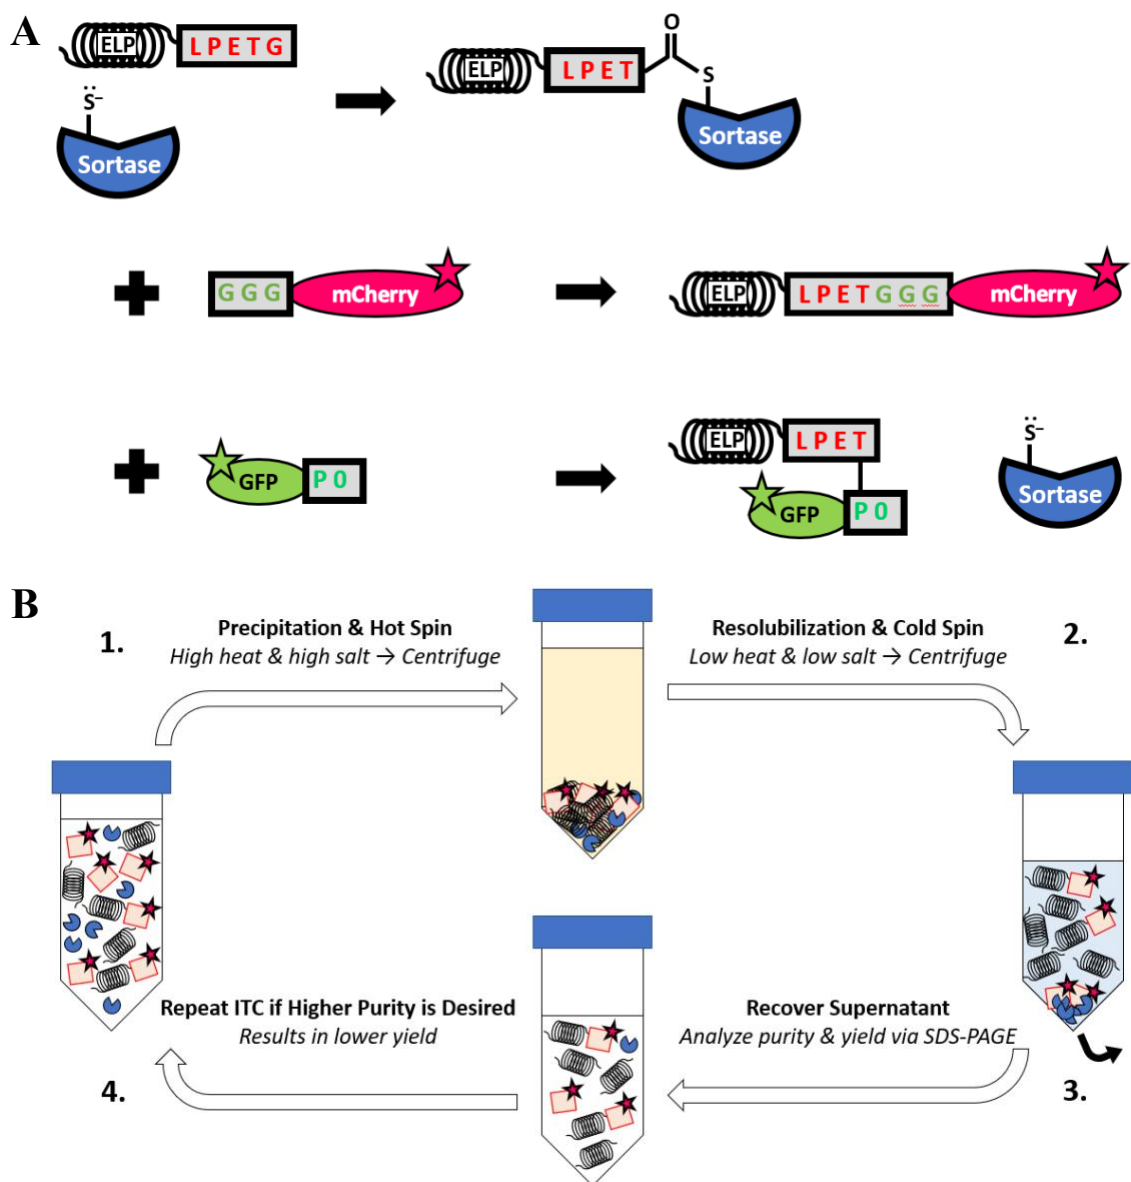 A
ELP LPETG
S⁻
Sortase
ELP LPET
O
S
Sortase
GGG mCherry
ELP LPETGGG mCherry
GFP P0
ELP LPET
GFP P0
S⁻
Sortase
B
1.
Precipitation & Hot Spin
High heat & high salt → Centrifuge
Resolubilization & Cold Spin
Low heat & low salt → Centrifuge
2.
Repeat ITC if Higher Purity is Desired
Results in lower yield
4.
Recover Supernatant
Analyze purity & yield via SDS-PAGE
3.